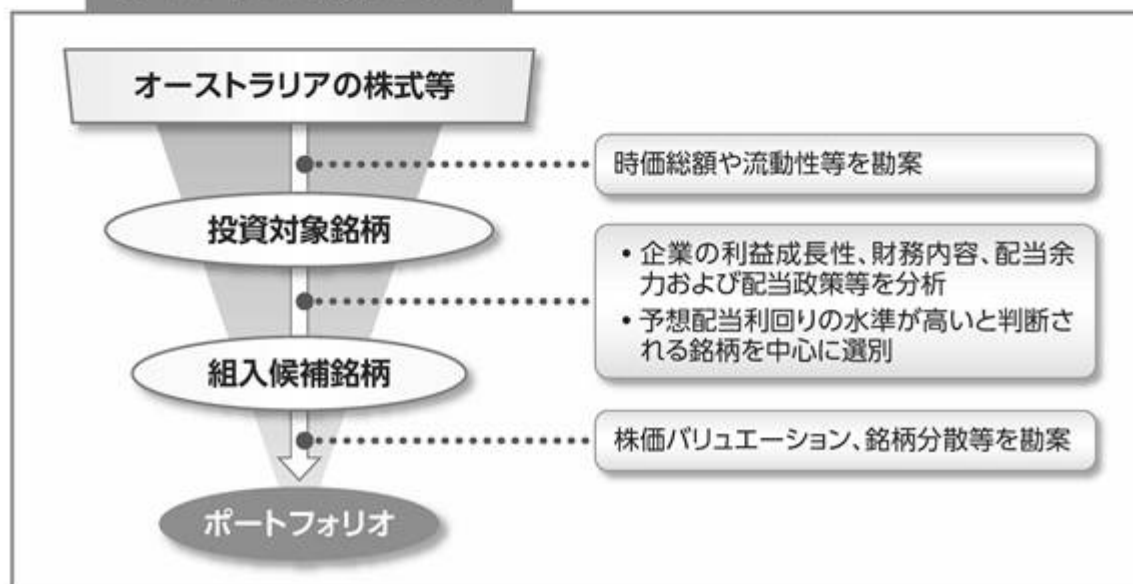 オーストラリアの株式等
時価総額や流動性等を勘案
投資対象銘柄
• 企業の利益成長性、財務内容、配当余
力および配当政策等を分析
• 予想配当利回りの水準が高いと判断さ
れる銘柄を中心に選別
組入候補銘柄
株価バリュエーション、銘柄分散等を勘案
ポートフォリオ